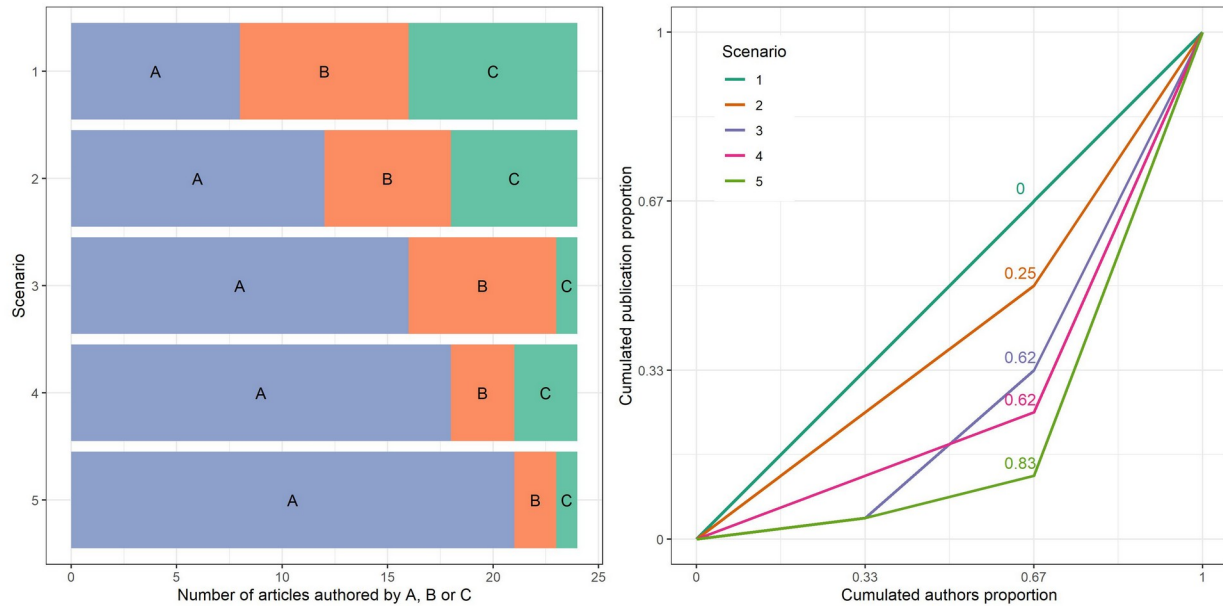 Scenario
1
A
B
C
2
A
B
C
3
A
B
C
4
A
B
C
5
A
B
C
0
5
10
15
20
25
Number of articles authored by A, B or C
Cumulated publication proportion
1
0.67
0.33
0
Scenario
1
2
3
4
5
0
0.25
0.62
0.62
0.83
0
0.33
0.67
1
Cumulated authors proportion